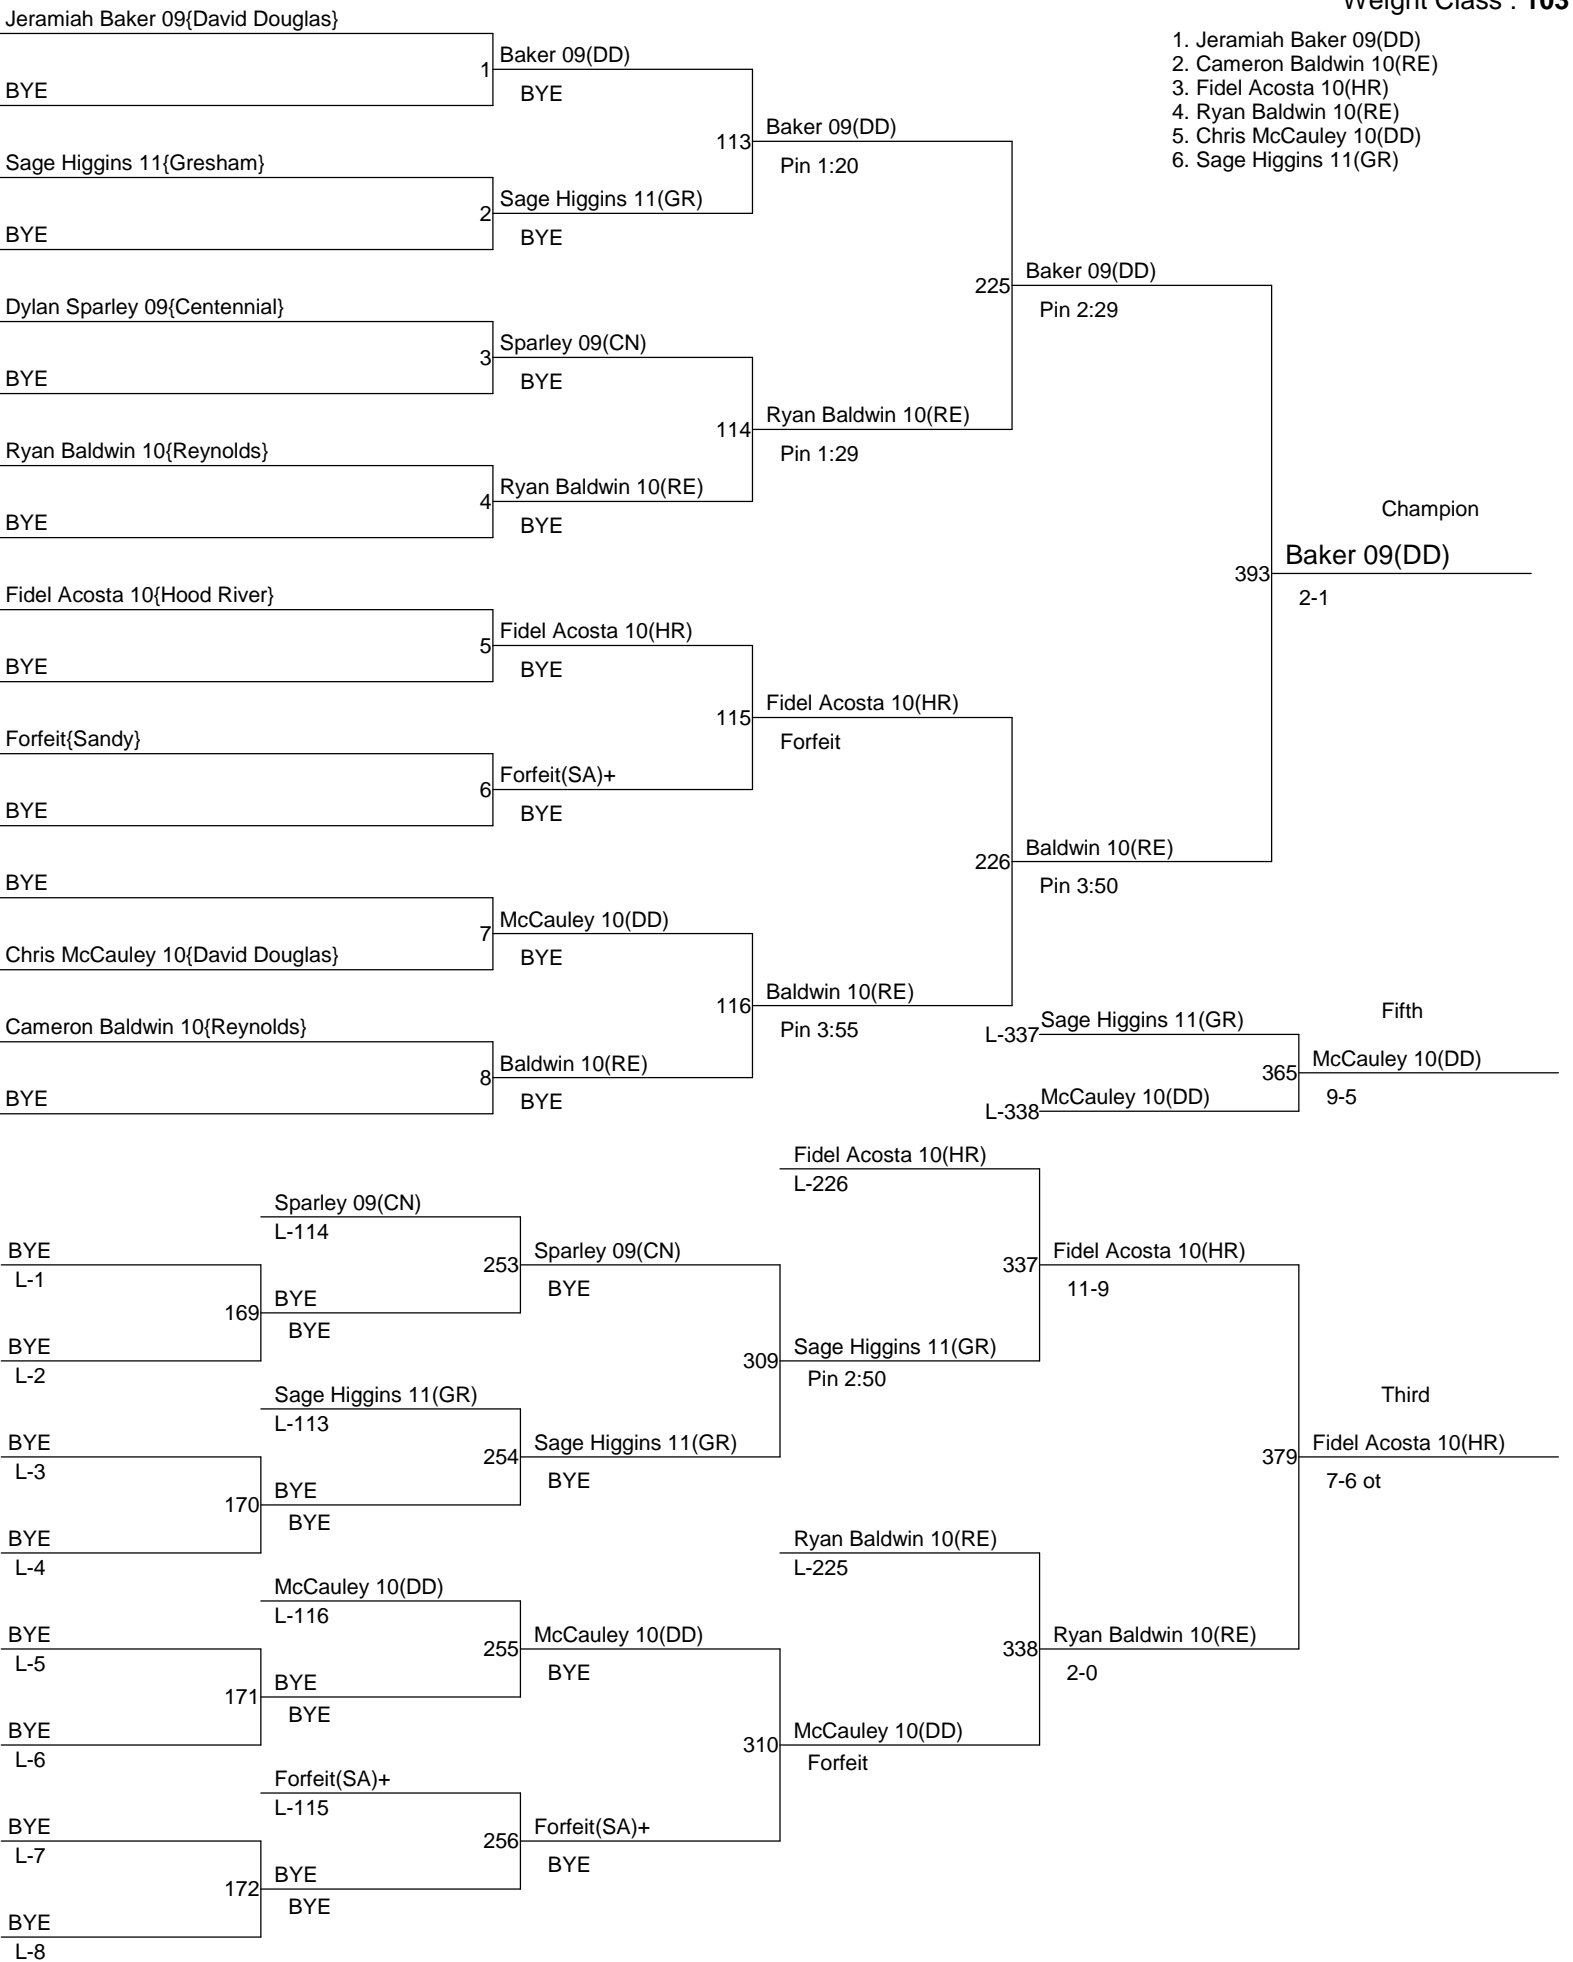 Weight Class : 103
1. Jeramiah Baker 09(DD)
2. Cameron Baldwin 10(RE)
3. Fidel Acosta 10(HR)
4. Ryan Baldwin 10(RE)
5. Chris McCauley 10(DD)
6. Sage Higgins 11(GR)
Jeramiah Baker 09{David Douglas}
1
Baker 09(DD)
BYE
BYE
113
Baker 09(DD)
Pin 1:20
Sage Higgins 11{Gresham}
2
Sage Higgins 11(GR)
BYE
BYE
225
Baker 09(DD)
Pin 2:29
Dylan Sparley 09{Centennial}
3
Sparley 09(CN)
BYE
BYE
114
Ryan Baldwin 10(RE)
Pin 1:29
Ryan Baldwin 10{Reynolds}
4
Ryan Baldwin 10(RE)
BYE
BYE
Champion
393
Baker 09(DD)
2-1
Fidel Acosta 10{Hood River}
5
Fidel Acosta 10(HR)
BYE
BYE
115
Fidel Acosta 10(HR)
Forfeit
Forfeit{Sandy}
6
Forfeit(SA)+
BYE
BYE
226
Baldwin 10(RE)
Pin 3:50
BYE
7
McCauley 10(DD)
BYE
Chris McCauley 10{David Douglas}
116
Baldwin 10(RE)
Pin 3:55
Cameron Baldwin 10{Reynolds}
8
Baldwin 10(RE)
BYE
BYE
Fifth
L-337
Sage Higgins 11(GR)
365
McCauley 10(DD)
9-5
L-338
McCauley 10(DD)
Fidel Acosta 10(HR)
L-226
Sparley 09(CN)
L-114
BYE
L-1
253
Sparley 09(CN)
BYE
337
Fidel Acosta 10(HR)
11-9
169
BYE
BYE
BYE
L-2
309
Sage Higgins 11(GR)
Pin 2:50
Sage Higgins 11(GR)
L-113
Third
BYE
L-3
254
Sage Higgins 11(GR)
BYE
379
Fidel Acosta 10(HR)
7-6 ot
170
BYE
BYE
BYE
L-4
Ryan Baldwin 10(RE)
L-225
McCauley 10(DD)
L-116
BYE
L-5
255
McCauley 10(DD)
BYE
338
Ryan Baldwin 10(RE)
2-0
171
BYE
BYE
BYE
L-6
310
McCauley 10(DD)
Forfeit
Forfeit(SA)+
L-115
BYE
L-7
256
Forfeit(SA)+
BYE
172
BYE
BYE
BYE
L-8